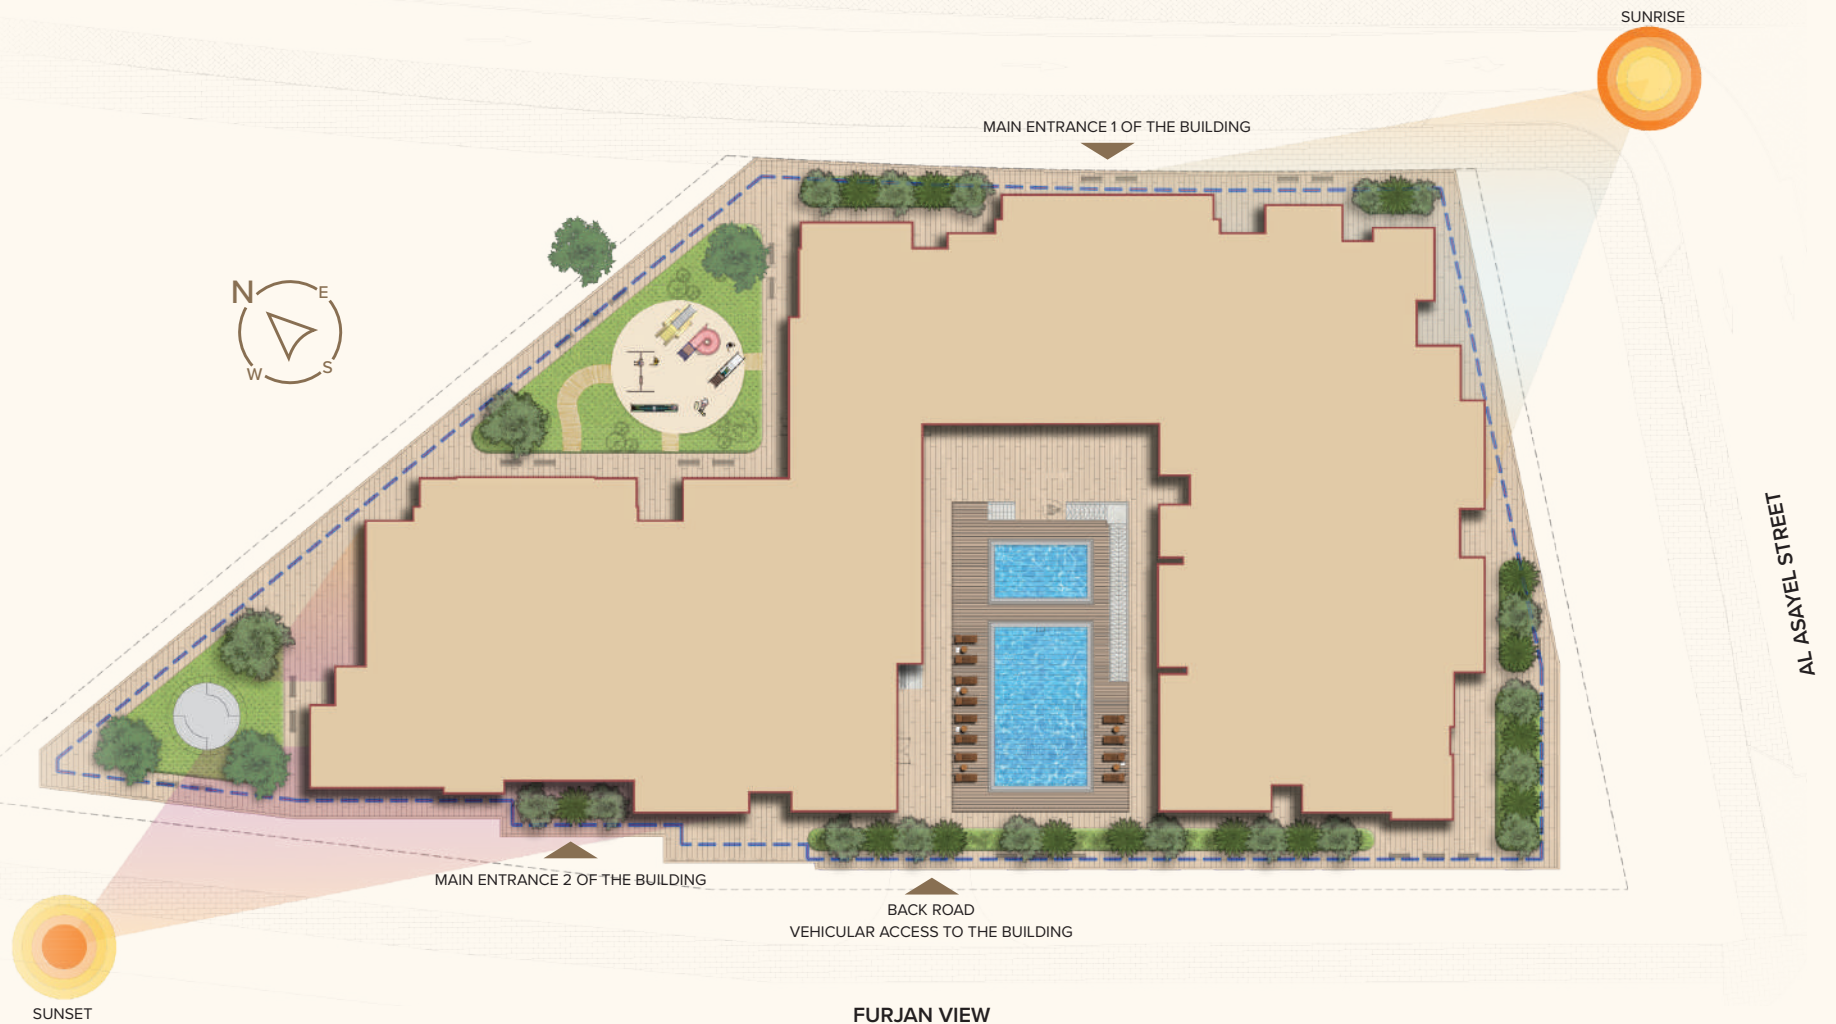 SUNRISE
MAIN ENTRANCE 1 OF THE BUILDING
N
E
W
S
AL ASAYEL STREET
MAIN ENTRANCE 2 OF THE BUILDING
BACK ROAD
VEHICULAR ACCESS TO THE BUILDING
SUNSET
FURJAN VIEW